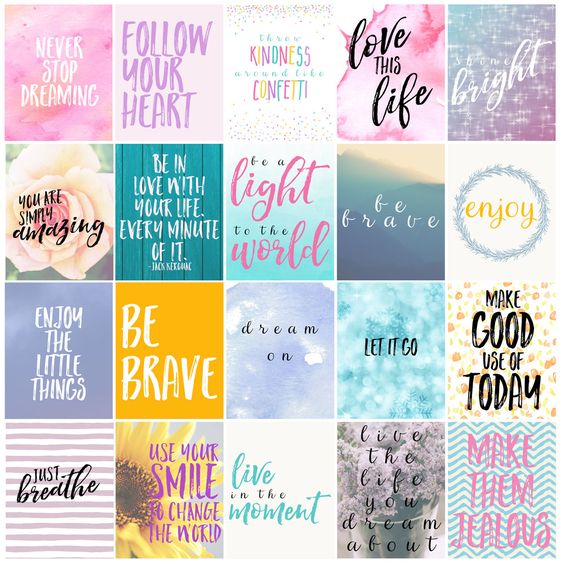 NEVER
STOP
DREAMING
FOLLOW
YOUR
HEART
throw
KINDNESS
around like
CONFETTI
love
THIS
life
shine
bright
YOU ARE
SIMPLY
amazing
BE IN
LOVE WITH
YOUR LIFE.
EVERY MINUTE
OF IT.
-JACK KEROUAC
be a
light
to the
world
be
brave
enjoy
ENJOY
THE
LITTLE
THINGS
BE
BRAVE
dream
on
LET IT GO
MAKE
GOOD
USE OF
TODAY
JUST
breathe
USE YOUR
SMILE
TO CHANGE
THE WORLD
live
in the
moment
live
the
life
you
dream
about
MAKE
THEM
JEALOUS